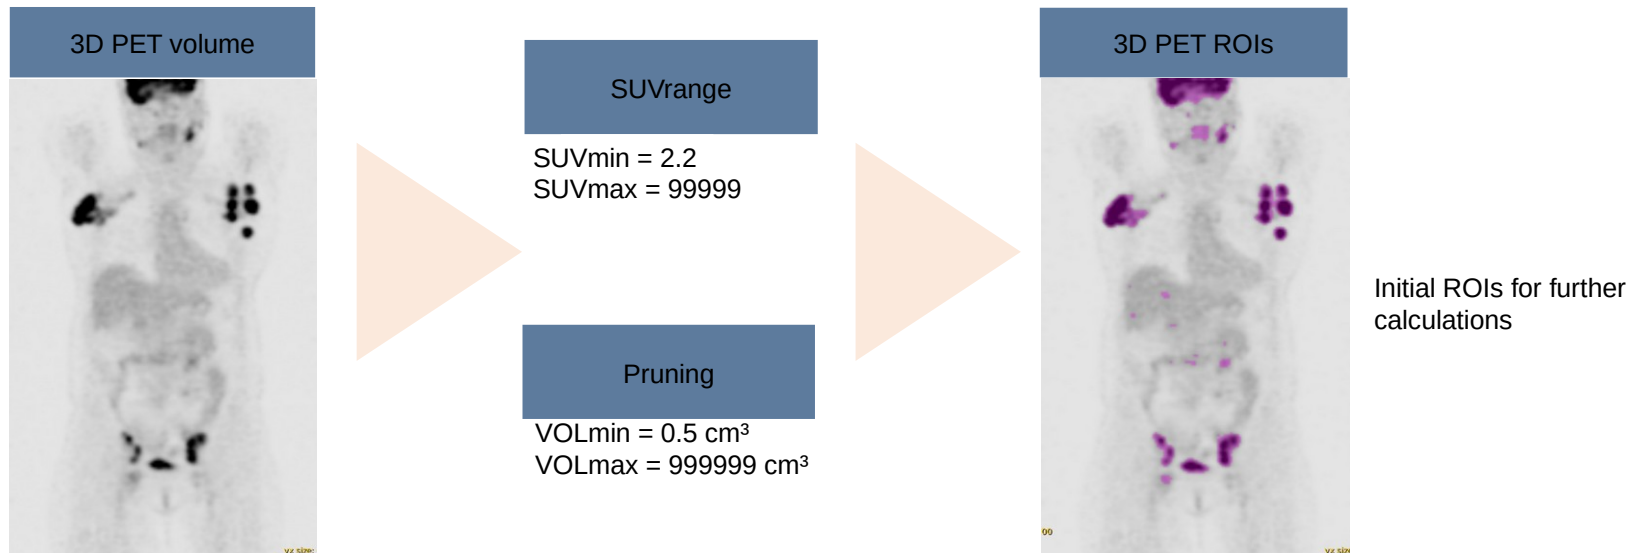 3D PET volume
SUVrange
SUVmin = 2.2
SUVmax = 99999
Pruning
VOLmin = 0.5 cm³
VOLmax = 999999 cm³
3D PET ROIs
Initial ROIs for further
calculations
00